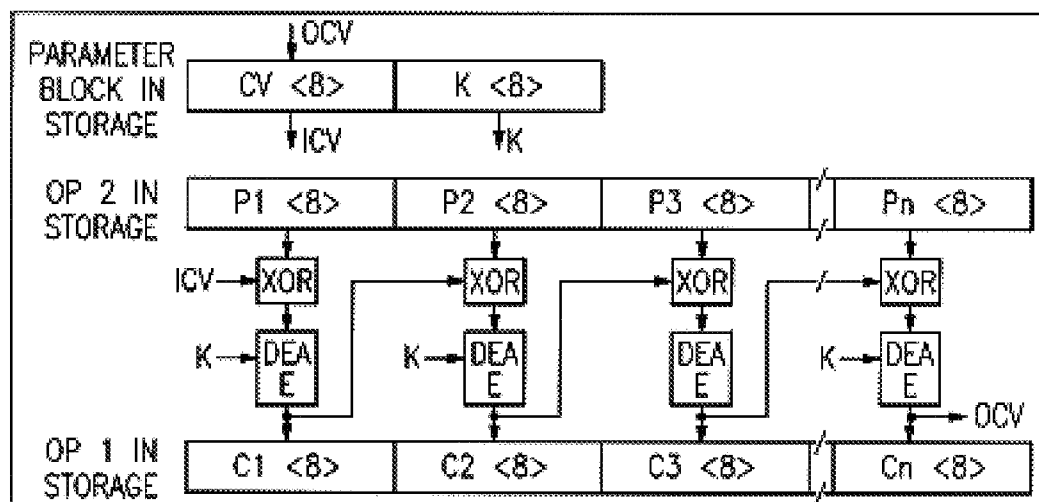 OCV
PARAMETER
BLOCK IN
STORAGE
CV <8> K <8>
ICV K
OP 2 IN
STORAGE
P1 <8> P2 <8> P3 <8> Pn <8>
ICV XOR XOR XOR XOR
K DEA E K DEA E DEA E K DEA E
OCV
OP 1 IN
STORAGE
C1 <8> C2 <8> C3 <8> Cn <8>